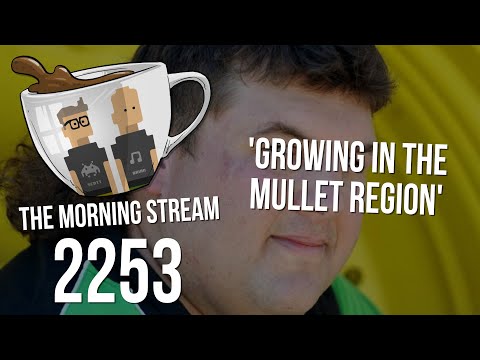 THE MORNING STREAM
2253
'GROWING IN THE
MULLET REGION'